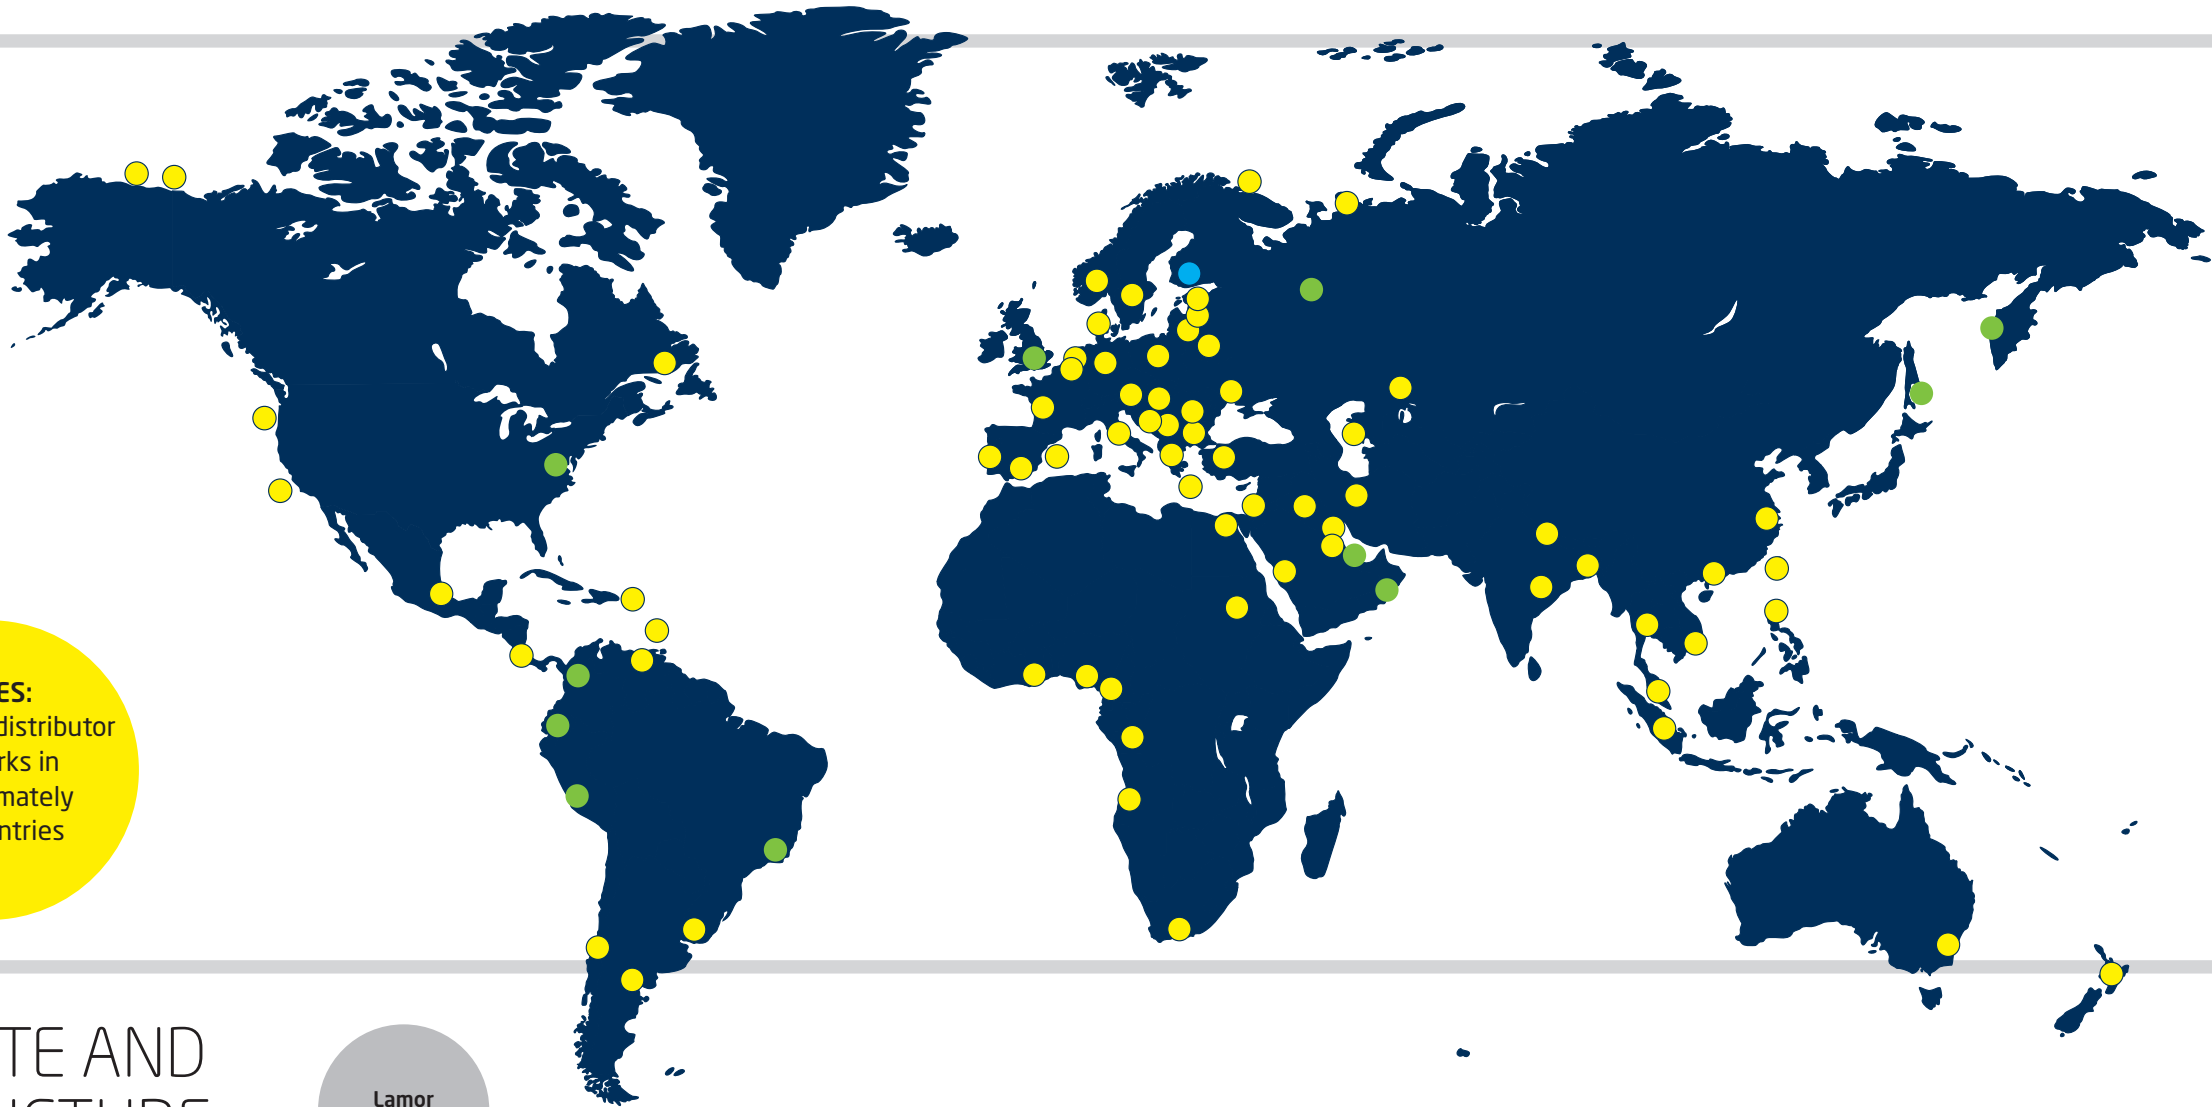 ES:
distributor
rks in
mately
ntries
TE AND
Lamor